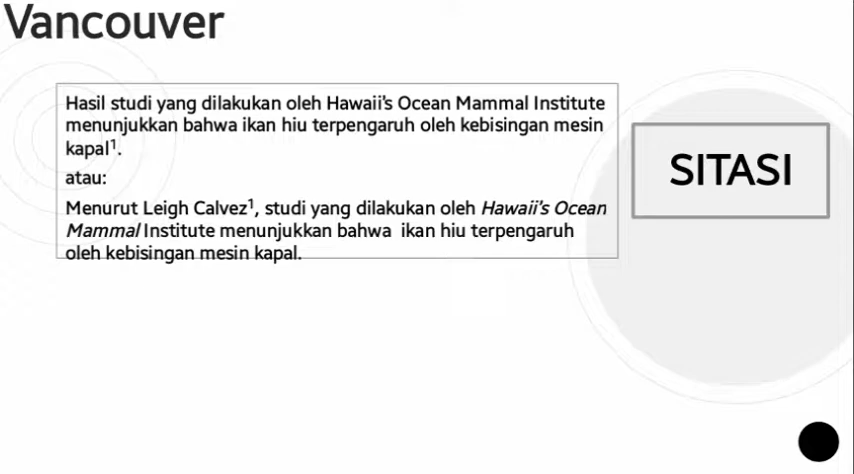 Vancouver
Hasil studi yang dilakukan oleh Hawaii's Ocean Mammal Institute
menunjukkan bahwa ikan hiu terpengaruh oleh kebisingan mesin
kapal¹.
atau:
Menurut Leigh Calvez¹, studi yang dilakukan oleh Hawaii's Ocean
Mammal Institute menunjukkan bahwa ikan hiu terpengaruh
oleh kebisingan mesin kapal.
SITASI